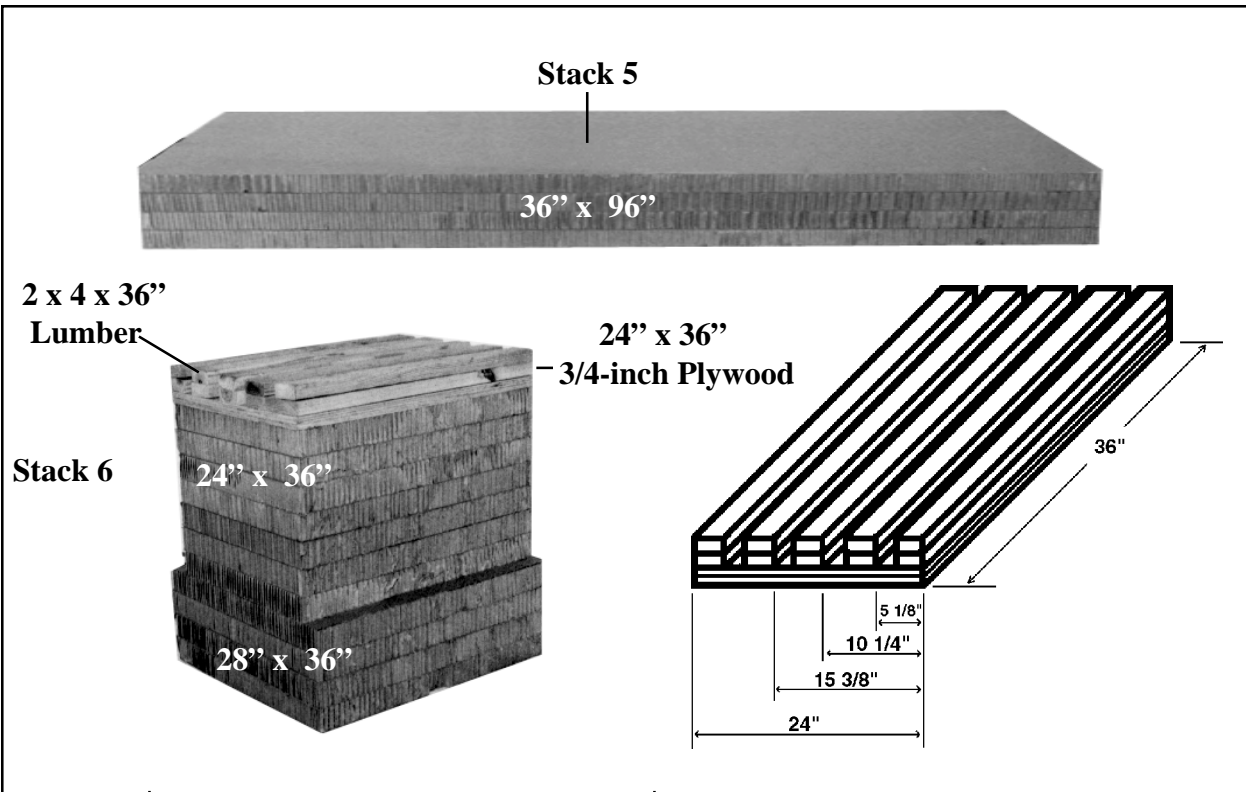 Stack 5
36” x 96”
2 x 4 x 36”
Lumber
24” x 36”
3/4-inch Plywood
Stack 6
24” x 36”
28” x 36”
36"
5 1/8"
10 1/4"
15 3/8"
24"